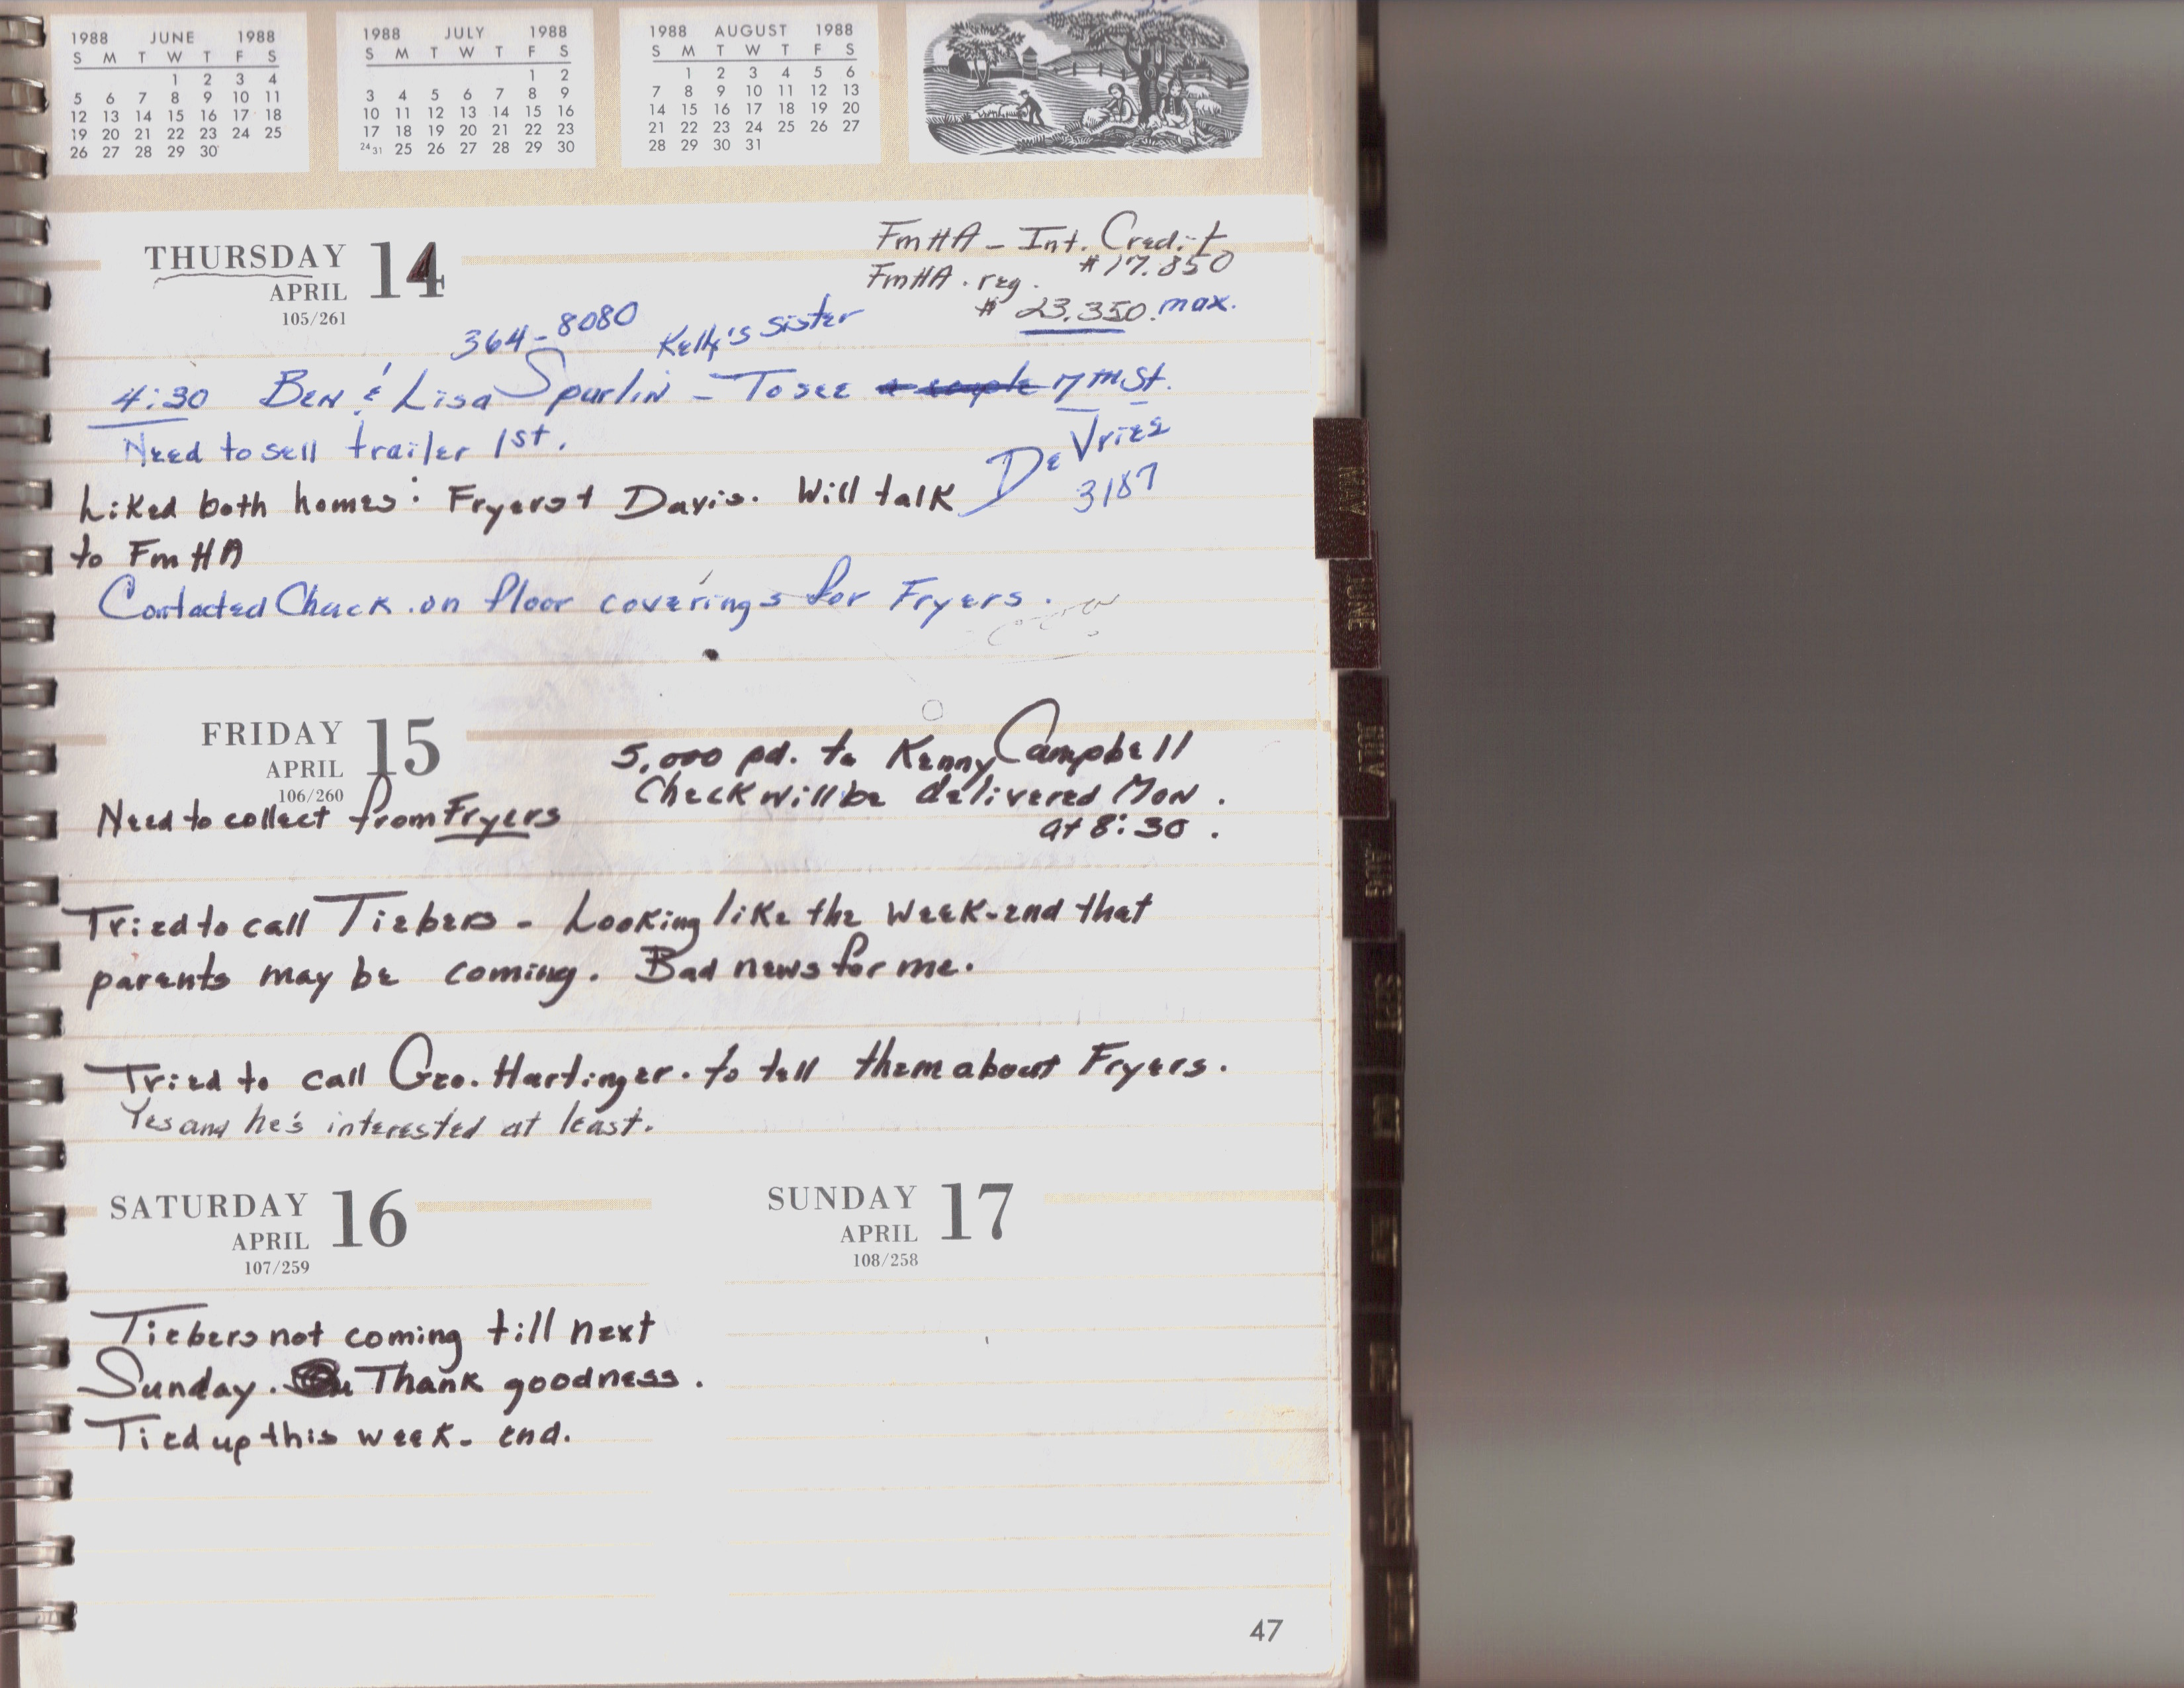 1988 JUNE 1988
S M T W T F S
1 2 3 4
5 6 7 8 9 10 11
12 13 14 15 16 17 18
19 20 21 22 23 24 25
26 27 28 29 30
1988 JULY 1988
S M T W T F S
1 2
3 4 5 6 7 8 9
10 11 12 13 14 15 16
17 18 19 20 21 22 23
24 31 25 26 27 28 29 30
1988 AUGUST 1988
S M T W T F S
1 2 3 4 5 6
7 8 9 10 11 12 13
14 15 16 17 18 19 20
21 22 23 24 25 26 27
28 29 30 31
THURSDAY 14
APRIL
105/261
FmHA - Int. Credit
$17.850
FmHA. reg.
$ 23.350. max.
364-8080 Kelly's sister
4:30 Ben & Lisa Spurlin - To see 7th St.
Need to sell trailer 1st.
DeVries
3187
Liked both homes: Fryers + Davis. Will talk
to FmHA
Contacted Chuck on floor coverings for Fryers.
FRIDAY 15
APRIL
106/260
5,000 pd. to Kenny Campbell
Check will be delivered Mon.
at 8:30.
Need to collect from Fryers
Tried to call Tiebers - Looking like the week-end that
parents may be coming. Bad news for me.
Tried to call Geo. Hartinger. to tell them about Fryers.
Yes and he's interested at least.
SATURDAY 16
APRIL
107/259
SUNDAY 17
APRIL
108/258
Tiebers not coming till next
Sunday. Thank goodness.
Tied up this week-end.
47
MAY
JUNE
JULY
AUG
SEPT